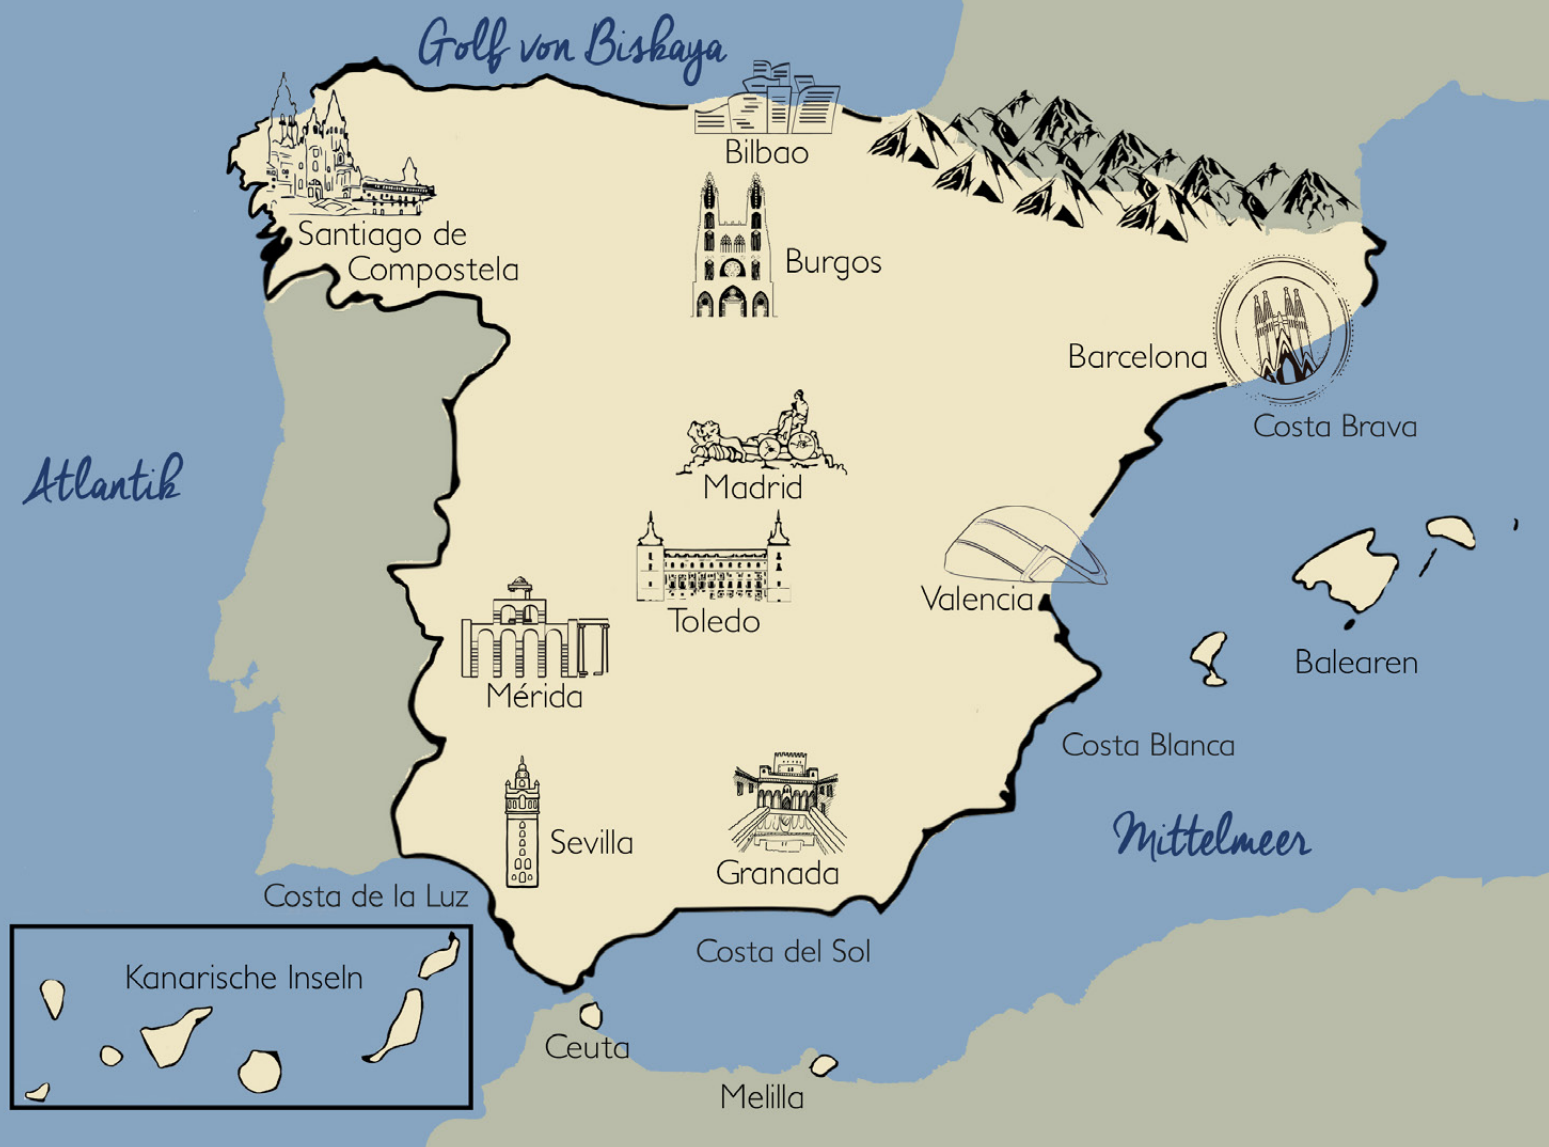 Golf von Biskaya
Bilbao
Santiago de
Compostela
Burgos
Barcelona
Costa Brava
Atlantik
Madrid
Valencia
Toledo
Balearen
Mérida
Costa Blanca
Mittelmeer
Sevilla
Granada
Costa de la Luz
Costa del Sol
Kanarische Inseln
Ceuta
Melilla